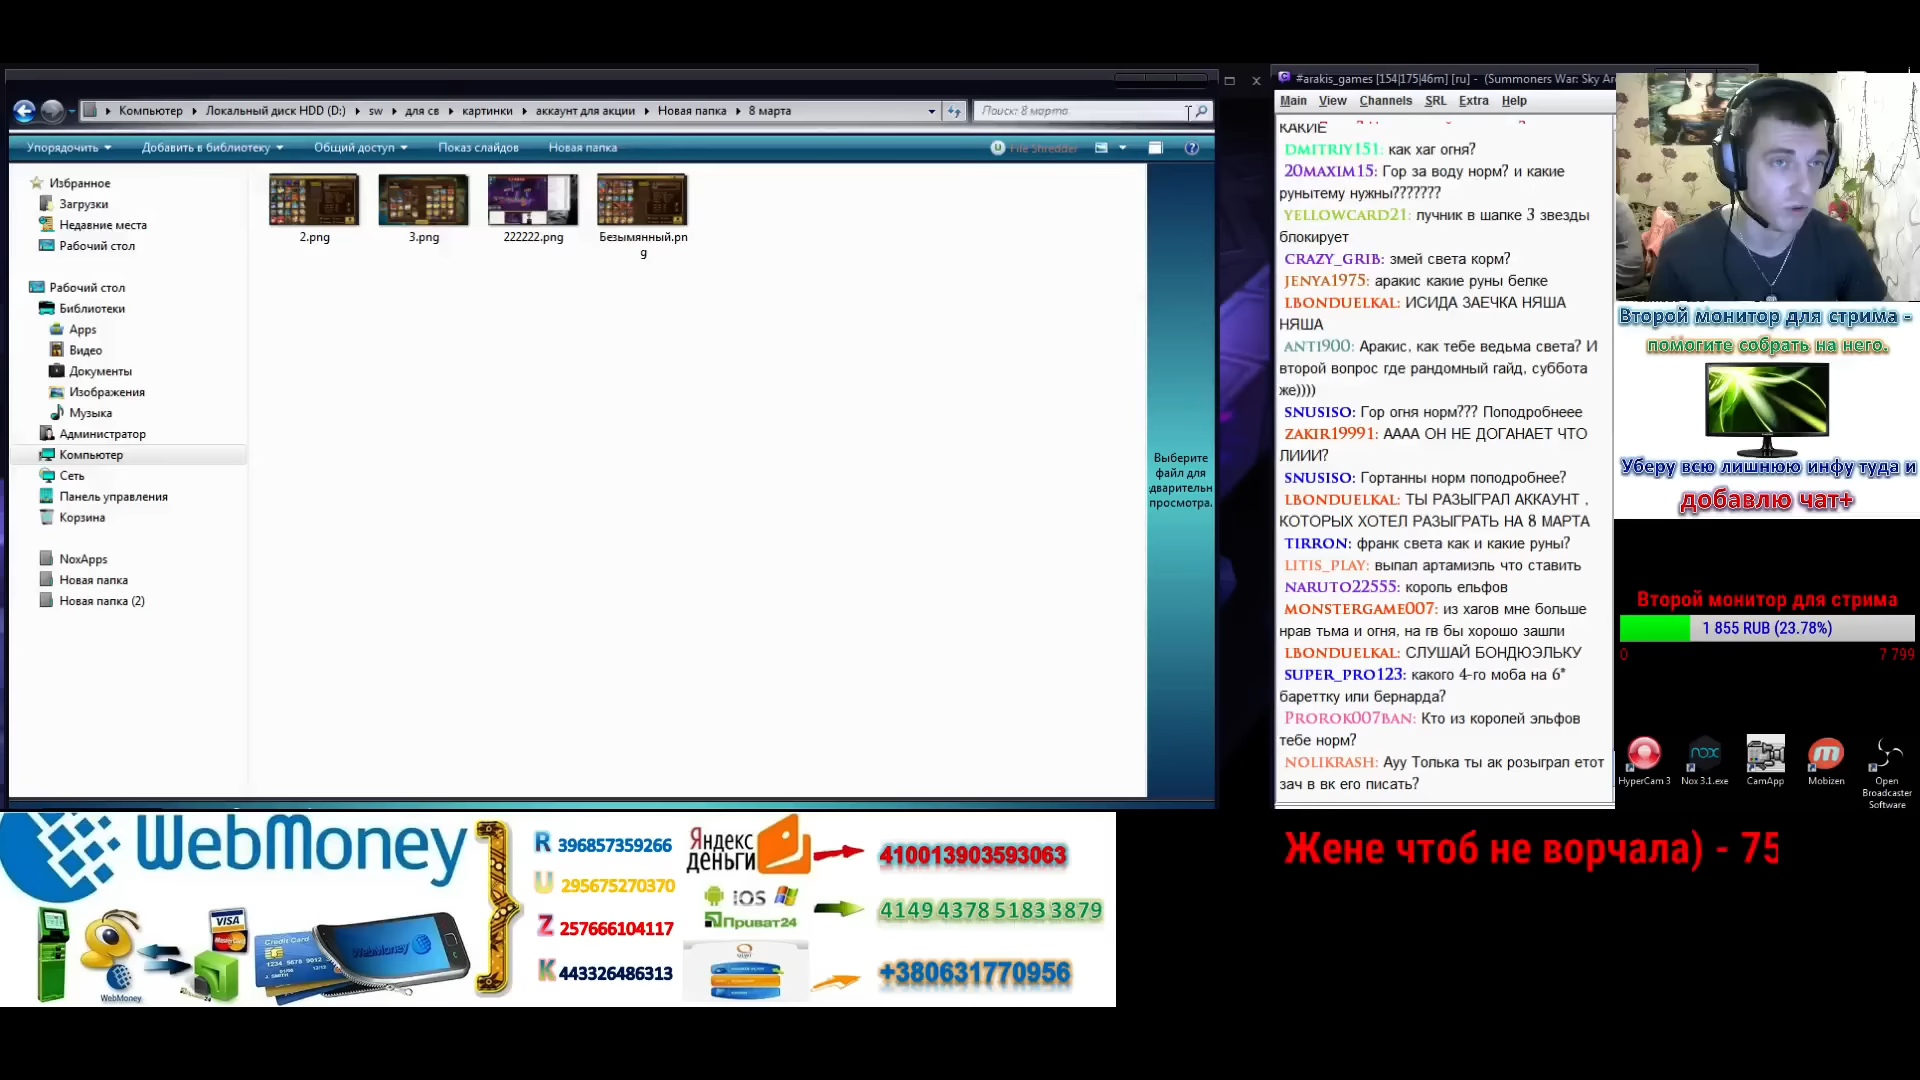 #arakis_games [154|175|46m] [ru] - (Summoners War: Sky Ar
Компьютер
Локальный диск HDD (D:)
sw
для св
картинки
аккаунт для акции
Новая папка
8 марта
Поиск: 8 марта
Упорядочить
Добавить в библиотеку
Общий доступ
Показ слайдов
Новая папка
File Shredder
Избранное
Загрузки
Недавние места
Рабочий стол
Рабочий стол
Библиотеки
Apps
Видео
Документы
Изображения
Музыка
Администратор
Компьютер
Сеть
Панель управления
Корзина
NoxApps
Новая папка
Новая папка (2)
2.png
3.png
222222.png
Безымянный.pn
g
Выберите
файл для
дварительн
просмотра.
Main View Channels SRL Extra Help
КАКИЕ
DMITRIY151: как хаг огня?
20MAXIM15: Гор за воду норм? и какие
рунытему нужны???????
YELLOWCARD21: лучник в шапке 3 звезды
блокирует
CRAZY_GRIB: змей света корм?
JENYA1975: аракис какие руны белке
LBONDUELKAL: ИСИДА ЗАЕЧКА НЯША
НЯША
ANTI900: Аракис, как тебе ведьма света? И
второй вопрос где рандомный гайд, суббота
же))))
SNUSISO: Гор огня норм??? Поподробнеее
ZAKIR19991: АААА ОН НЕ ДОГАНАЕТ ЧТО
ЛИИИ?
SNUSISO: Гортанны норм поподробнее?
LBONDUELKAL: ТЫ РАЗЫГРАЛ АККАУНТ ,
КОТОРЫХ ХОТЕЛ РАЗЫГРАТЬ НА 8 МАРТА
TIRRON: франк света как и какие руны?
LITIS_PLAY: выпал артамиэль что ставить
NARUTO22555: король ельфов
MONSTERGAME007: из хагов мне больше
нрав тьма и огня, на гв бы хорошо зашли
LBONDUELKAL: СЛУШАЙ БОНДЮЭЛЬКУ
SUPER_PRO123: какого 4-го моба на 6*
бареттку или бернарда?
PROROK007BAN: Кто из королей эльфов
тебе норм?
NOLIKRASH: Ауу Толька ты ак розыграл етот
зач в вк его писать?
Второй монитор для стрима -
помогите собрать на него.
Уберу всю лишнюю инфу туда и
добавлю чат+
Второй монитор для стрима
1 855 RUB (23.78%)
0
7 799
HyperCam 3
Nox 3.1.exe
CamApp
Mobizen
Open
Broadcaster
Software
Жене чтоб не ворчала) - 75
WebMoney
VISA
MasterCard
Credit Card
WebMoney
WebMoney
R 396857359266
U 295675270370
Z 257666104117
K 443326486313
Яндекс
деньги
410013903593063
iOS
Приват24
4149 4378 5183 3879
+380631770956